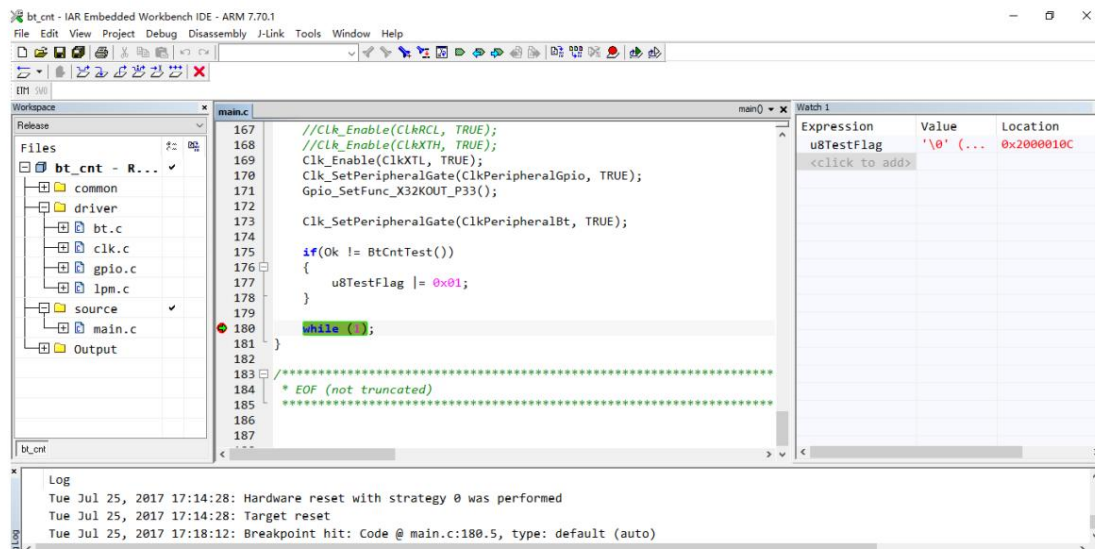 bt_cnt - IAR Embedded Workbench IDE - ARM 7.70.1
File Edit View Project Debug Disassembly J-Link Tools Window Help
ETM SWO
Workspace
Release
Files
bt_cnt - R...
common
driver
bt.c
clk.c
gpio.c
lpm.c
source
main.c
Output
bt_cnt
main.c
main()
167 //Clk_Enable(ClkRCL, TRUE);
168 //Clk_Enable(ClkXTH, TRUE);
169 Clk_Enable(ClkXTL, TRUE);
170 Clk_SetPeripheralGate(ClkPeripheralGpio, TRUE);
171 Gpio_SetFunc_X32KOUT_P33();
172
173 Clk_SetPeripheralGate(ClkPeripheralBt, TRUE);
174
175 if(Ok != BtCntTest())
176 {
177 u8TestFlag |= 0x01;
178 }
179
180 while (1);
181 }
182
183 /******************************************************************
184 * EOF (not truncated)
185 ******************************************************************
186
187
Watch 1
Expression Value Location
u8TestFlag '\0' (... 0x2000010C
<click to add>
Log
Tue Jul 25, 2017 17:14:28: Hardware reset with strategy 0 was performed
Tue Jul 25, 2017 17:14:28: Target reset
Tue Jul 25, 2017 17:18:12: Breakpoint hit: Code @ main.c:180.5, type: default (auto)